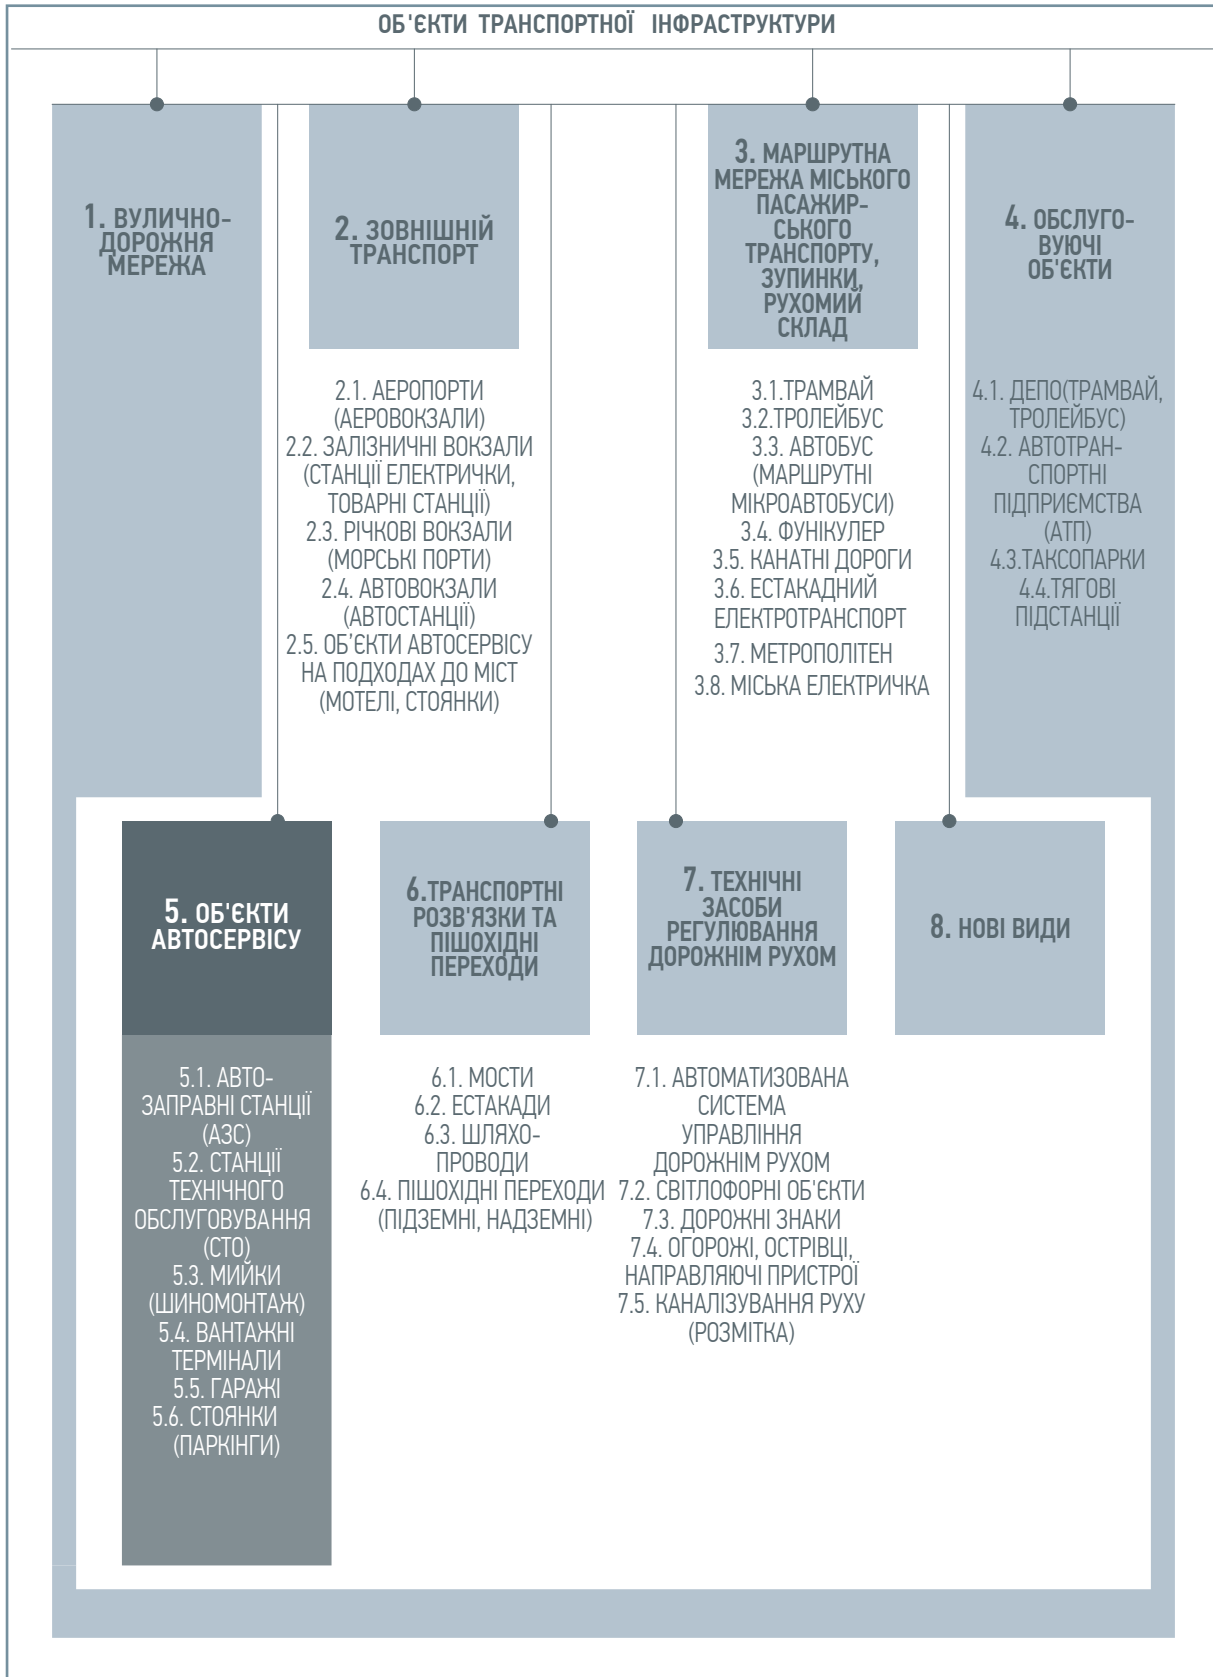 ОБ'ЄКТИ ТРАНСПОРТНОЇ ІНФРАСТРУКТУРИ
1. ВУЛИЧНО-
ДОРОЖНЯ
МЕРЕЖА
2. ЗОВНІШНІЙ
ТРАНСПОРТ
2.1. АЕРОПОРТИ
(АЕРОВОКЗАЛИ)
2.2. ЗАЛІЗНИЧНІ ВОКЗАЛИ
(СТАНЦІЇ ЕЛЕКТРИЧКИ,
ТОВАРНІ СТАНЦІЇ)
2.3. РІЧКОВІ ВОКЗАЛИ
(МОРСЬКІ ПОРТИ)
2.4. АВТОВОКЗАЛИ
(АВТОСТАНЦІЇ)
2.5. ОБ'ЄКТИ АВТОСЕРВІСУ
НА ПОДХОДАХ ДО МІСТ
(МОТЕЛІ, СТОЯНКИ)
3. МАРШРУТНА
МЕРЕЖА МІСЬКОГО
ПАСАЖИР-
СЬКОГО
ТРАНСПОРТУ,
ЗУПИНКИ,
РУХОМИЙ
СКЛАД
3.1.ТРАМВАЙ
3.2.ТРОЛЕЙБУС
3.3. АВТОБУС
(МАРШРУТНІ
МІКРОАВТОБУСИ)
3.4. ФУНІКУЛЕР
3.5. КАНАТНІ ДОРОГИ
3.6. ЕСТАКАДНИЙ
ЕЛЕКТРОТРАНСПОРТ
3.7. МЕТРОПОЛІТЕН
3.8. МІСЬКА ЕЛЕКТРИЧКА
4. ОБСЛУГО-
ВУЮЧІ
ОБ'ЄКТИ
4.1. ДЕПО(ТРАМВАЙ,
ТРОЛЕЙБУС)
4.2. АВТОТРАН-
СПОРТНІ
ПІДПРИЄМСТВА
(АТП)
4.3.ТАКСОПАРКИ
4.4.ТЯГОВІ
ПІДСТАНЦІЇ
5. ОБ'ЄКТИ
АВТОСЕРВІСУ
5.1. АВТО-
ЗАПРАВНІ СТАНЦІЇ
(АЗС)
5.2. СТАНЦІЇ
ТЕХНІЧНОГО
ОБСЛУГОВУВАННЯ
(СТО)
5.3. МИЙКИ
(ШИНОМОНТАЖ)
5.4. ВАНТАЖНІ
ТЕРМІНАЛИ
5.5. ГАРАЖІ
5.6. СТОЯНКИ
(ПАРКІНГИ)
6.ТРАНСПОРТНІ
РОЗВ'ЯЗКИ ТА
ПІШОХІДНІ
ПЕРЕХОДИ
6.1. МОСТИ
6.2. ЕСТАКАДИ
6.3. ШЛЯХО-
ПРОВОДИ
6.4. ПІШОХІДНІ ПЕРЕХОДИ
(ПІДЗЕМНІ, НАДЗЕМНІ)
7. ТЕХНІЧНІ
ЗАСОБИ
РЕГУЛЮВАННЯ
ДОРОЖНІМ РУХОМ
7.1. АВТОМАТИЗОВАНА
СИСТЕМА
УПРАВЛІННЯ
ДОРОЖНІМ РУХОМ
7.2. СВІТЛОФОРНІ ОБ'ЄКТИ
7.3. ДОРОЖНІ ЗНАКИ
7.4. ОГОРОЖІ, ОСТРІВЦІ,
НАПРАВЛЯЮЧІ ПРИСТРОЇ
7.5. КАНАЛІЗУВАННЯ РУХУ
(РОЗМІТКА)
8. НОВІ ВИДИ